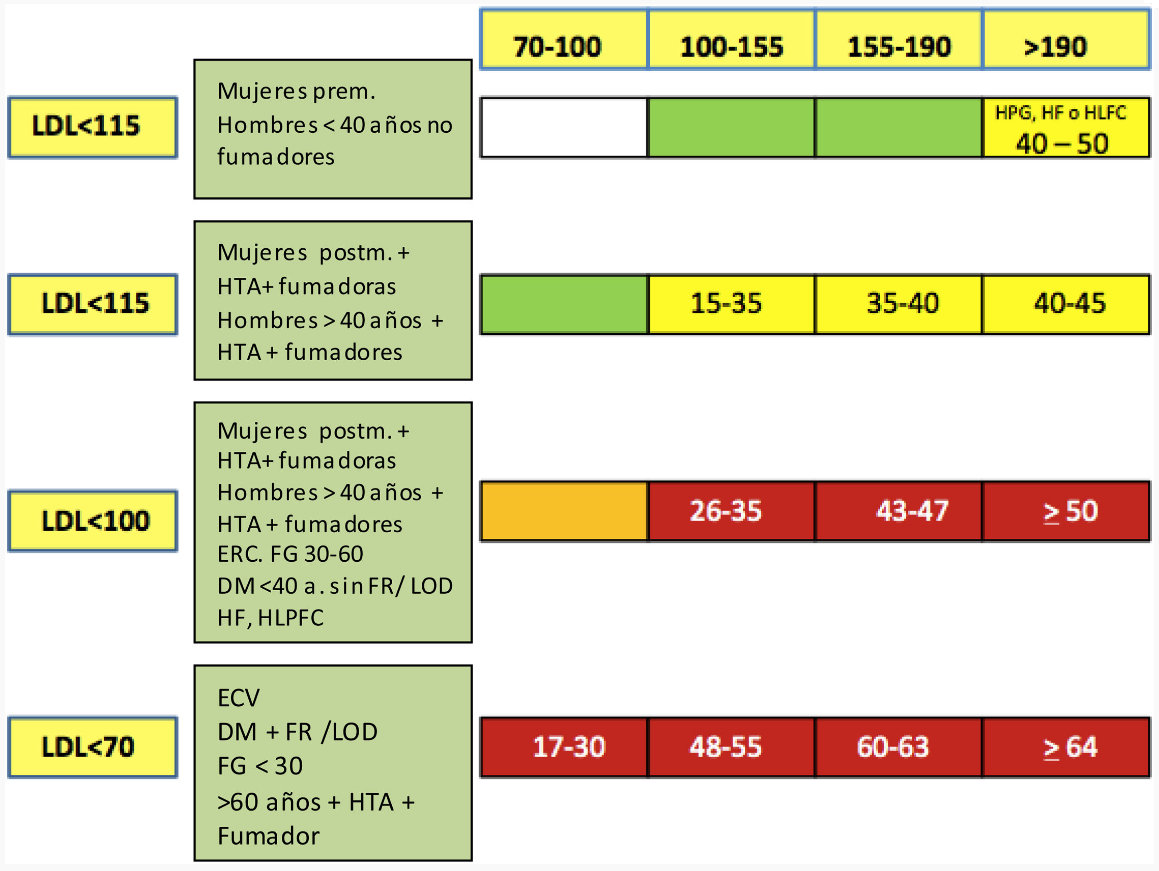 70-100 100-155 155-190 >190
LDL<115
Mujeres prem.
Hombres < 40 años no
fumadores
HPG, HF o HLFC
40 – 50
LDL<115
Mujeres postm. +
HTA+ fumadoras
Hombres > 40 años +
HTA + fumadores
15-35 35-40 40-45
LDL<100
Mujeres postm. +
HTA+ fumadoras
Hombres > 40 años +
HTA + fumadores
ERC. FG 30-60
DM <40 a. sin FR/ LOD
HF, HLPFC
26-35 43-47 ≥ 50
LDL<70
ECV
DM + FR /LOD
FG < 30
>60 años + HTA +
Fumador
17-30 48-55 60-63 ≥ 64